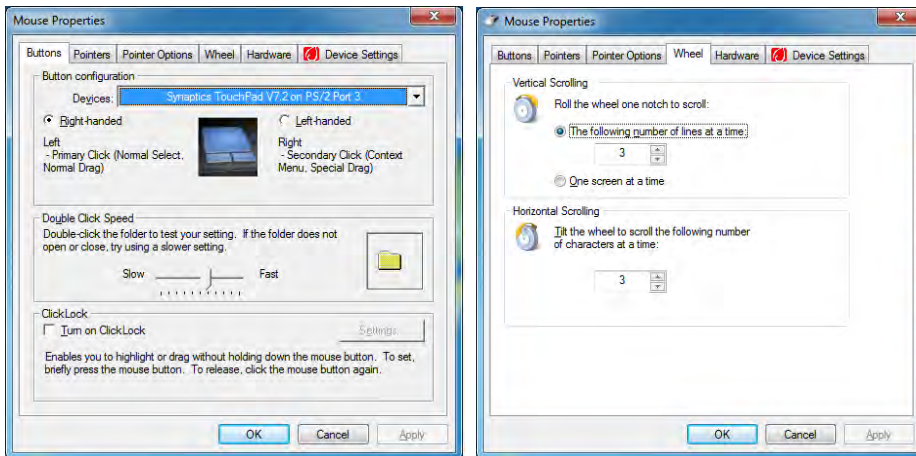 Mouse Properties
Buttons Pointers Pointer Options Wheel Hardware Device Settings
Button configuration
Devices: Synaptics TouchPad V7.2 on PS/2 Port 3
Right-handed
Left-handed
Left
- Primary Click (Normal Select,
Normal Drag)
Right
- Secondary Click (Context
Menu, Special Drag)
Double Click Speed
Double-click the folder to test your setting. If the folder does not
open or close, try using a slower setting.
Slow Fast
ClickLock
Turn on ClickLock
Settings...
Enables you to highlight or drag without holding down the mouse button. To set,
briefly press the mouse button. To release, click the mouse button again.
OK Cancel Apply
Mouse Properties
Buttons Pointers Pointer Options Wheel Hardware Device Settings
Vertical Scrolling
Roll the wheel one notch to scroll:
The following number of lines at a time:
3
One screen at a time
Horizontal Scrolling
Tilt the wheel to scroll the following number
of characters at a time:
3
OK Cancel Apply